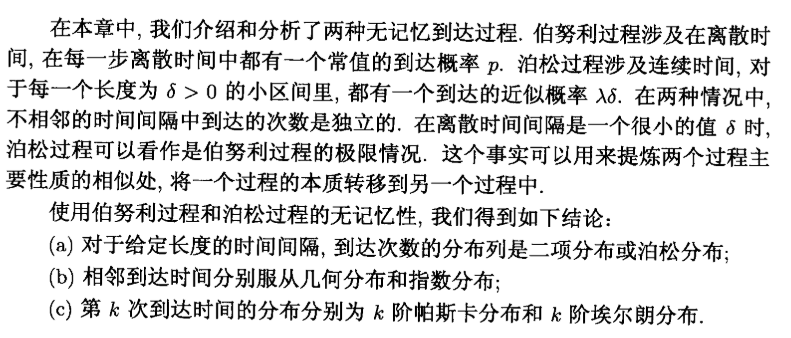 在本章中, 我们介绍和分析了两种无记忆到达过程. 伯努利过程涉及在离散时
间, 在每一步离散时间中都有一个常值的到达概率 p. 泊松过程涉及连续时间, 对
于每一个长度为 δ > 0 的小区间里, 都有一个到达的近似概率 λδ. 在两种情况中,
不相邻的时间间隔中到达的次数是独立的. 在离散时间间隔是一个很小的值 δ 时,
泊松过程可以看作是伯努利过程的极限情况. 这个事实可以用来提炼两个过程主
要性质的相似处, 将一个过程的本质转移到另一个过程中.
使用伯努利过程和泊松过程的无记忆性, 我们得到如下结论:
(a) 对于给定长度的时间间隔, 到达次数的分布列是二项分布或泊松分布;
(b) 相邻到达时间分别服从几何分布和指数分布;
(c) 第 k 次到达时间的分布分别为 k 阶帕斯卡分布和 k 阶埃尔朗分布.